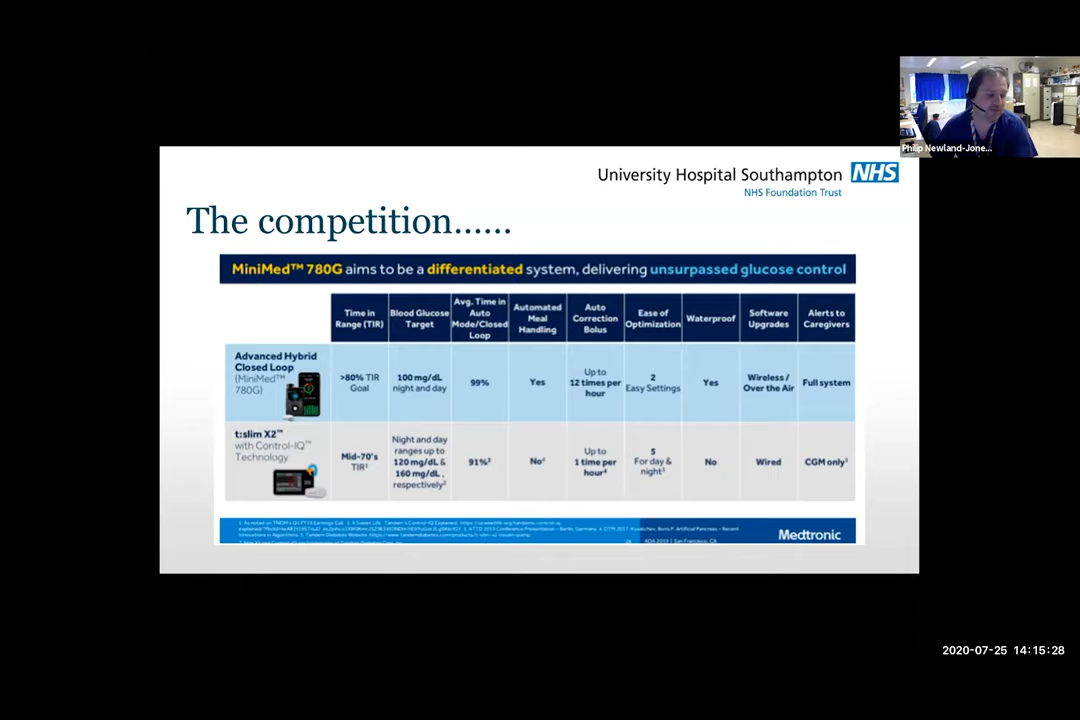 Philip Newland-Jone...
University Hospital Southampton NHS
NHS Foundation Trust
The competition......
MiniMed™ 780G aims to be a differentiated system, delivering unsurpassed glucose control
Time in Range (TIR)
Blood Glucose Target
Avg. Time in Auto Mode/Closed Loop
Automated Meal Handling
Auto Correction Bolus
Ease of Optimization
Waterproof
Software Upgrades
Alerts to Caregivers
Advanced Hybrid
Closed Loop
(MiniMed™
780G)
>80% TIR Goal
100 mg/dL night and day
99%
Yes
Up to 12 times per hour
2 Easy Settings
Yes
Wireless / Over the Air
Full system
t:slim X2™
with Control-IQ™
Technology
Mid-70's TIR¹
Night and day ranges up to 120 mg/dL & 160 mg/dL, respectively²
91%³
No⁴
Up to 1 time per hour⁴
5 For day & night⁵
No
Wired
CGM only⁵
ADA 2019 | San Francisco, CA
Medtronic
2020-07-25 14:15:28